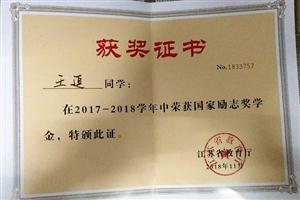 获奖证书
No.1833757
王逗 同学：
在2017-2018学年中荣获国家励志奖学
金，特颁此证。
江苏省教育厅
2018年11月